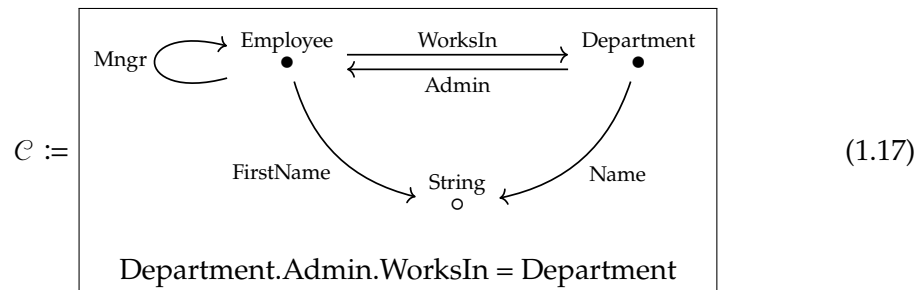 Employee WorksIn Department
Mngr
Admin
𝒞 := (1.17)
FirstName Name
String
Department.Admin.WorksIn = Department